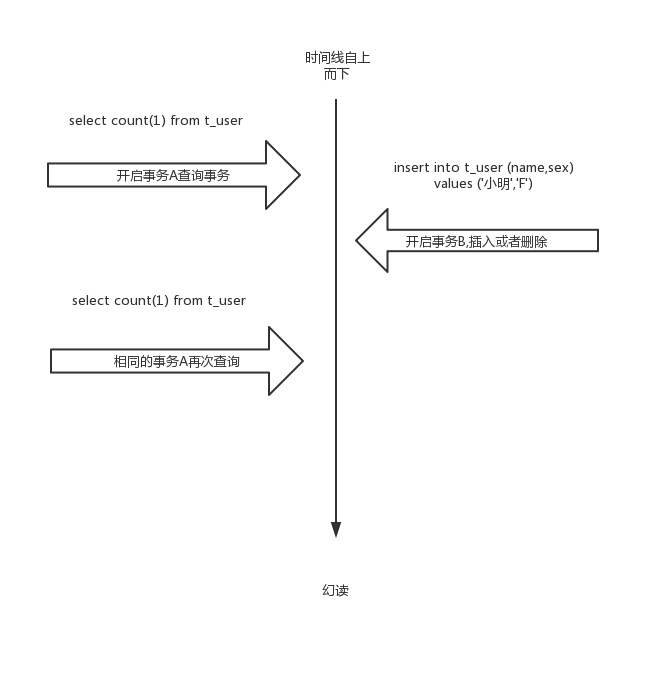 时间线自上
而下
select count(1) from t_user
开启事务A查询事务
insert into t_user (name,sex)
values ('小明','F')
开启事务B,插入或者删除
select count(1) from t_user
相同的事务A再次查询
幻读